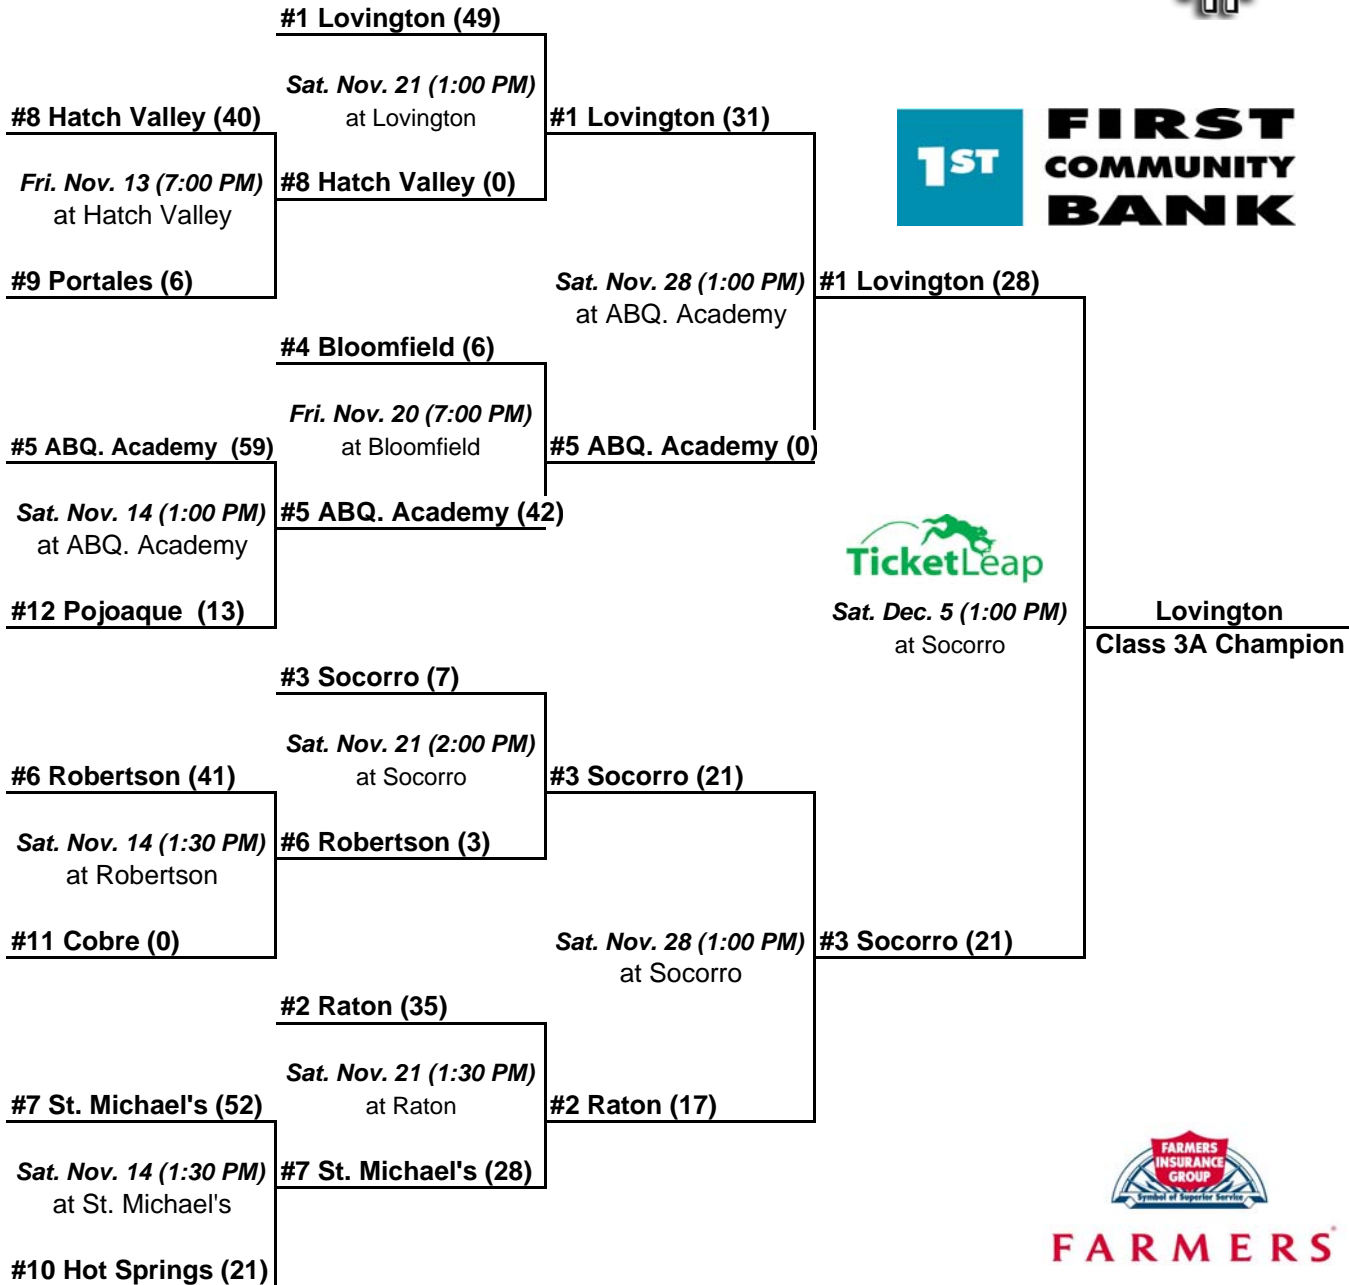 #1 Lovington (49)
Sat. Nov. 21 (1:00 PM)
at Lovington
#8 Hatch Valley (40)
#1 Lovington (31)
Fri. Nov. 13 (7:00 PM)
at Hatch Valley
#8 Hatch Valley (0)
#9 Portales (6)
Sat. Nov. 28 (1:00 PM)
at ABQ. Academy
#1 Lovington (28)
#4 Bloomfield (6)
Fri. Nov. 20 (7:00 PM)
at Bloomfield
#5 ABQ. Academy (59)
#5 ABQ. Academy (0)
Sat. Nov. 14 (1:00 PM)
at ABQ. Academy
#5 ABQ. Academy (42)
#12 Pojoaque (13)
1ST
FIRST
COMMUNITY
BANK
TicketLeap
Sat. Dec. 5 (1:00 PM)
at Socorro
Lovington
Class 3A Champion
#3 Socorro (7)
Sat. Nov. 21 (2:00 PM)
at Socorro
#6 Robertson (41)
#3 Socorro (21)
Sat. Nov. 14 (1:30 PM)
at Robertson
#6 Robertson (3)
#11 Cobre (0)
Sat. Nov. 28 (1:00 PM)
at Socorro
#3 Socorro (21)
#2 Raton (35)
Sat. Nov. 21 (1:30 PM)
at Raton
#7 St. Michael's (52)
#2 Raton (17)
Sat. Nov. 14 (1:30 PM)
at St. Michael's
#7 St. Michael's (28)
#10 Hot Springs (21)
FARMERS
INSURANCE
GROUP
Symbol of Superior Service
FARMERS